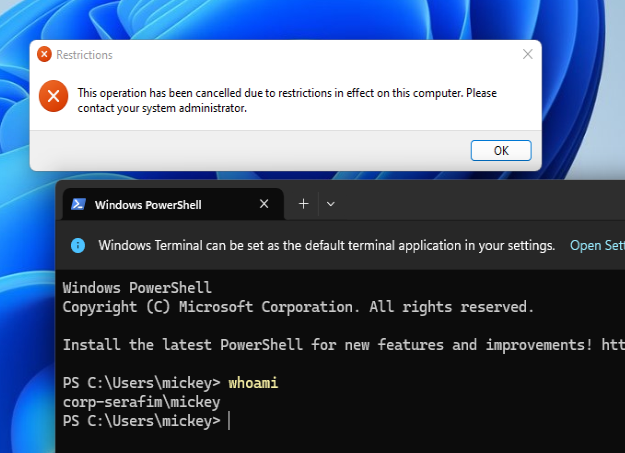 Restrictions
This operation has been cancelled due to restrictions in effect on this computer. Please
contact your system administrator.
OK
Windows PowerShell
Windows Terminal can be set as the default terminal application in your settings. Open Sett
Windows PowerShell
Copyright (C) Microsoft Corporation. All rights reserved.
Install the latest PowerShell for new features and improvements! htt
PS C:\Users\mickey> whoami
corp-serafim\mickey
PS C:\Users\mickey>